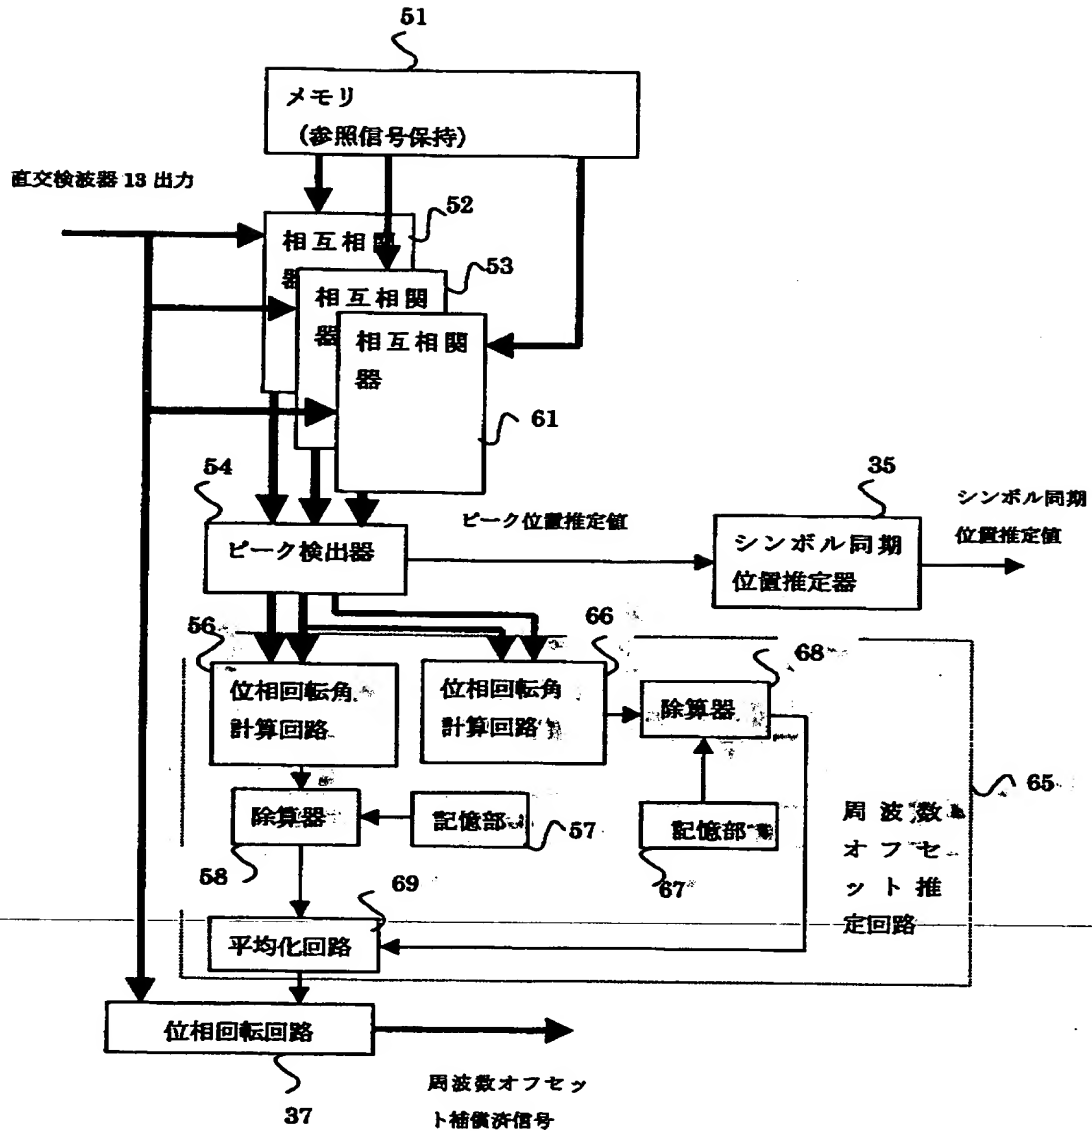 51
メモリ
(参照信号保持)
直交検波器 13 出力
52
相互相関
器
53
相互相関
器
相互相関
器
61
54
ピーク検出器
ピーク位置推定値
35
シンボル同期
位置推定器
シンボル同期
位置推定値
56
位相回転角
計算回路
66
位相回転角
計算回路
68
除算器
65
除算器
58
記憶部
57
記憶部
67
周波数
オフセ
ット推
定回路
69
平均化回路
位相回転回路
37
周波数オフセッ
ト補償済信号